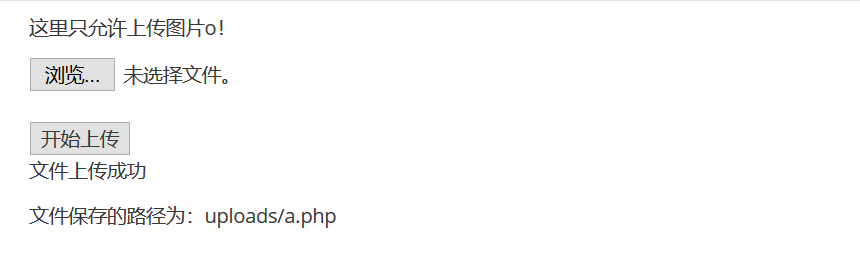 这里只允许上传图片o!
浏览... 未选择文件。
开始上传
文件上传成功
文件保存的路径为：uploads/a.php